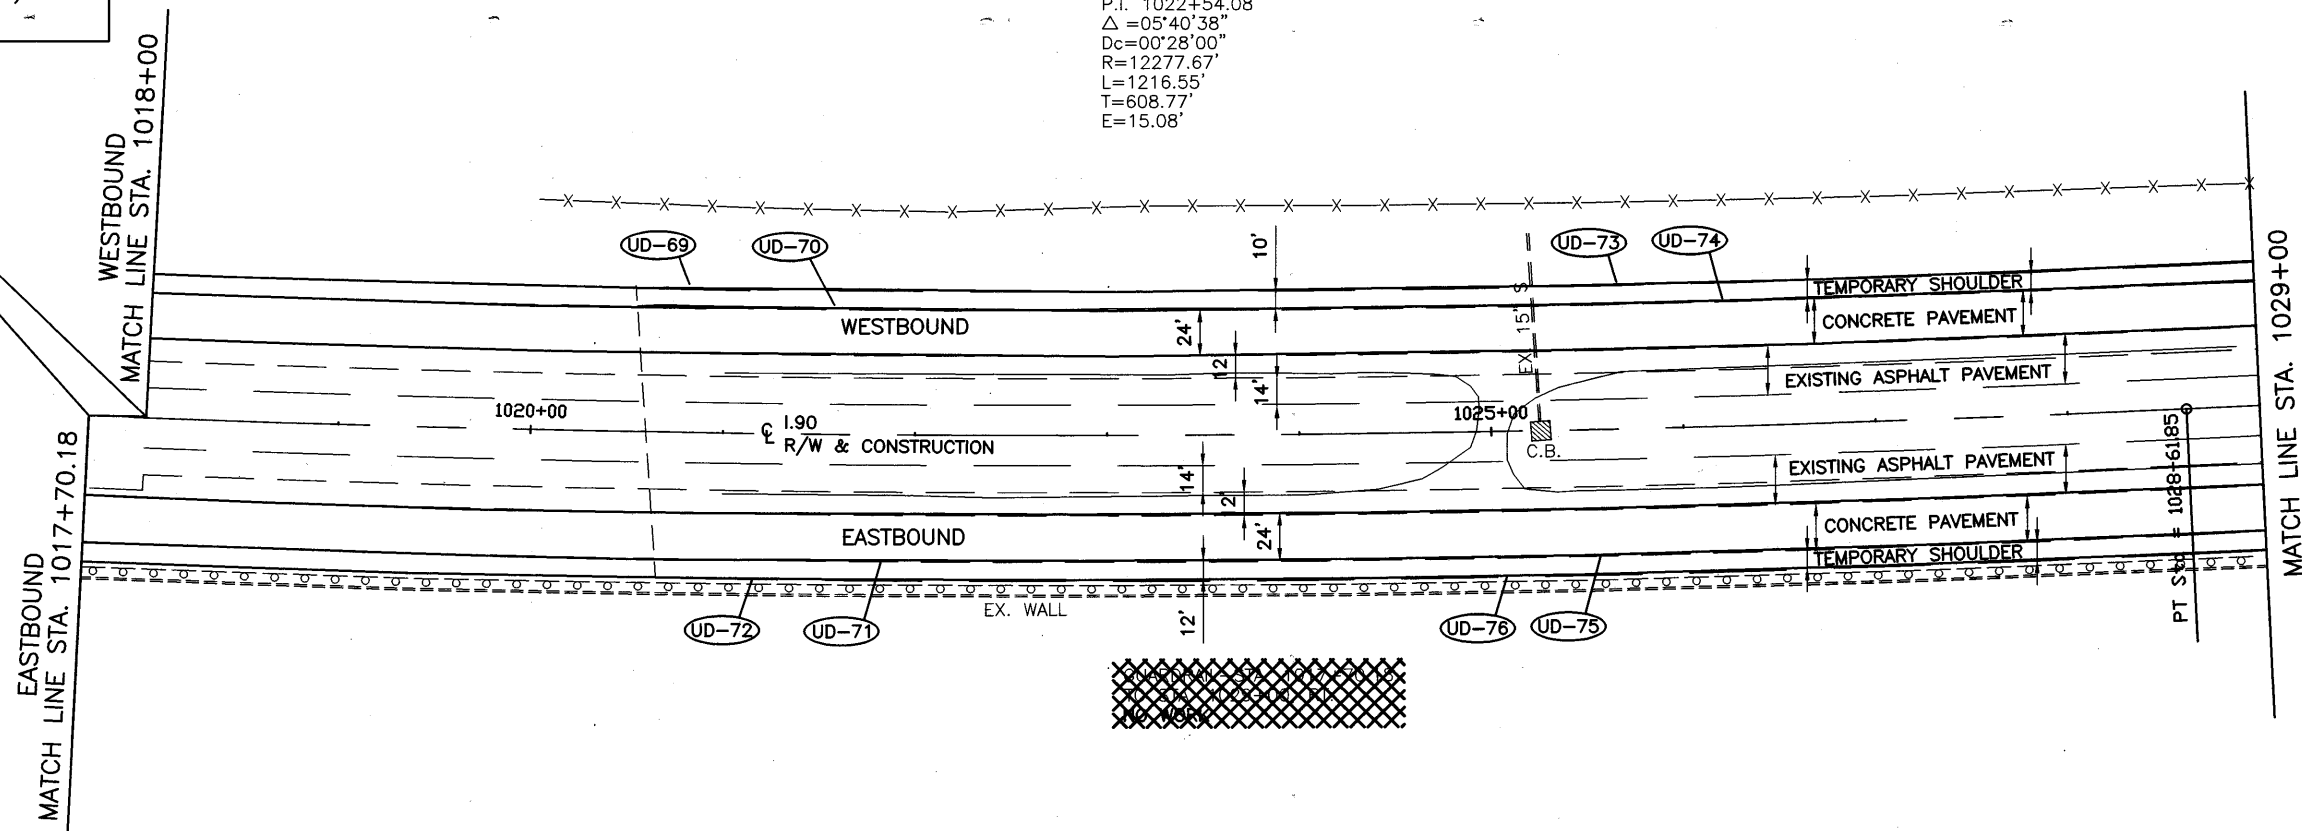 P.I. 1022+54.08
Δ =05°40'38"
Dc=00°28'00"
R=12277.67'
L=1216.55'
T=608.77'
E=15.08'
WESTBOUND
MATCH LINE STA. 1018+00
UD-69
UD-70
10'
UD-73
UD-74
EX. 15" S
TEMPORARY SHOULDER
WESTBOUND
24'
CONCRETE PAVEMENT
12'
14'
EXISTING ASPHALT PAVEMENT
1020+00
1025+00
℄ I.90
R/W & CONSTRUCTION
C.B.
14'
EXISTING ASPHALT PAVEMENT
2'
EASTBOUND
24'
CONCRETE PAVEMENT
TEMPORARY SHOULDER
EX. WALL
12'
UD-72
UD-71
UD-76
UD-75
PT Sta = 1028+61.85
MATCH LINE STA. 1029+00
EASTBOUND
MATCH LINE STA. 1017+70.18
NO WORK